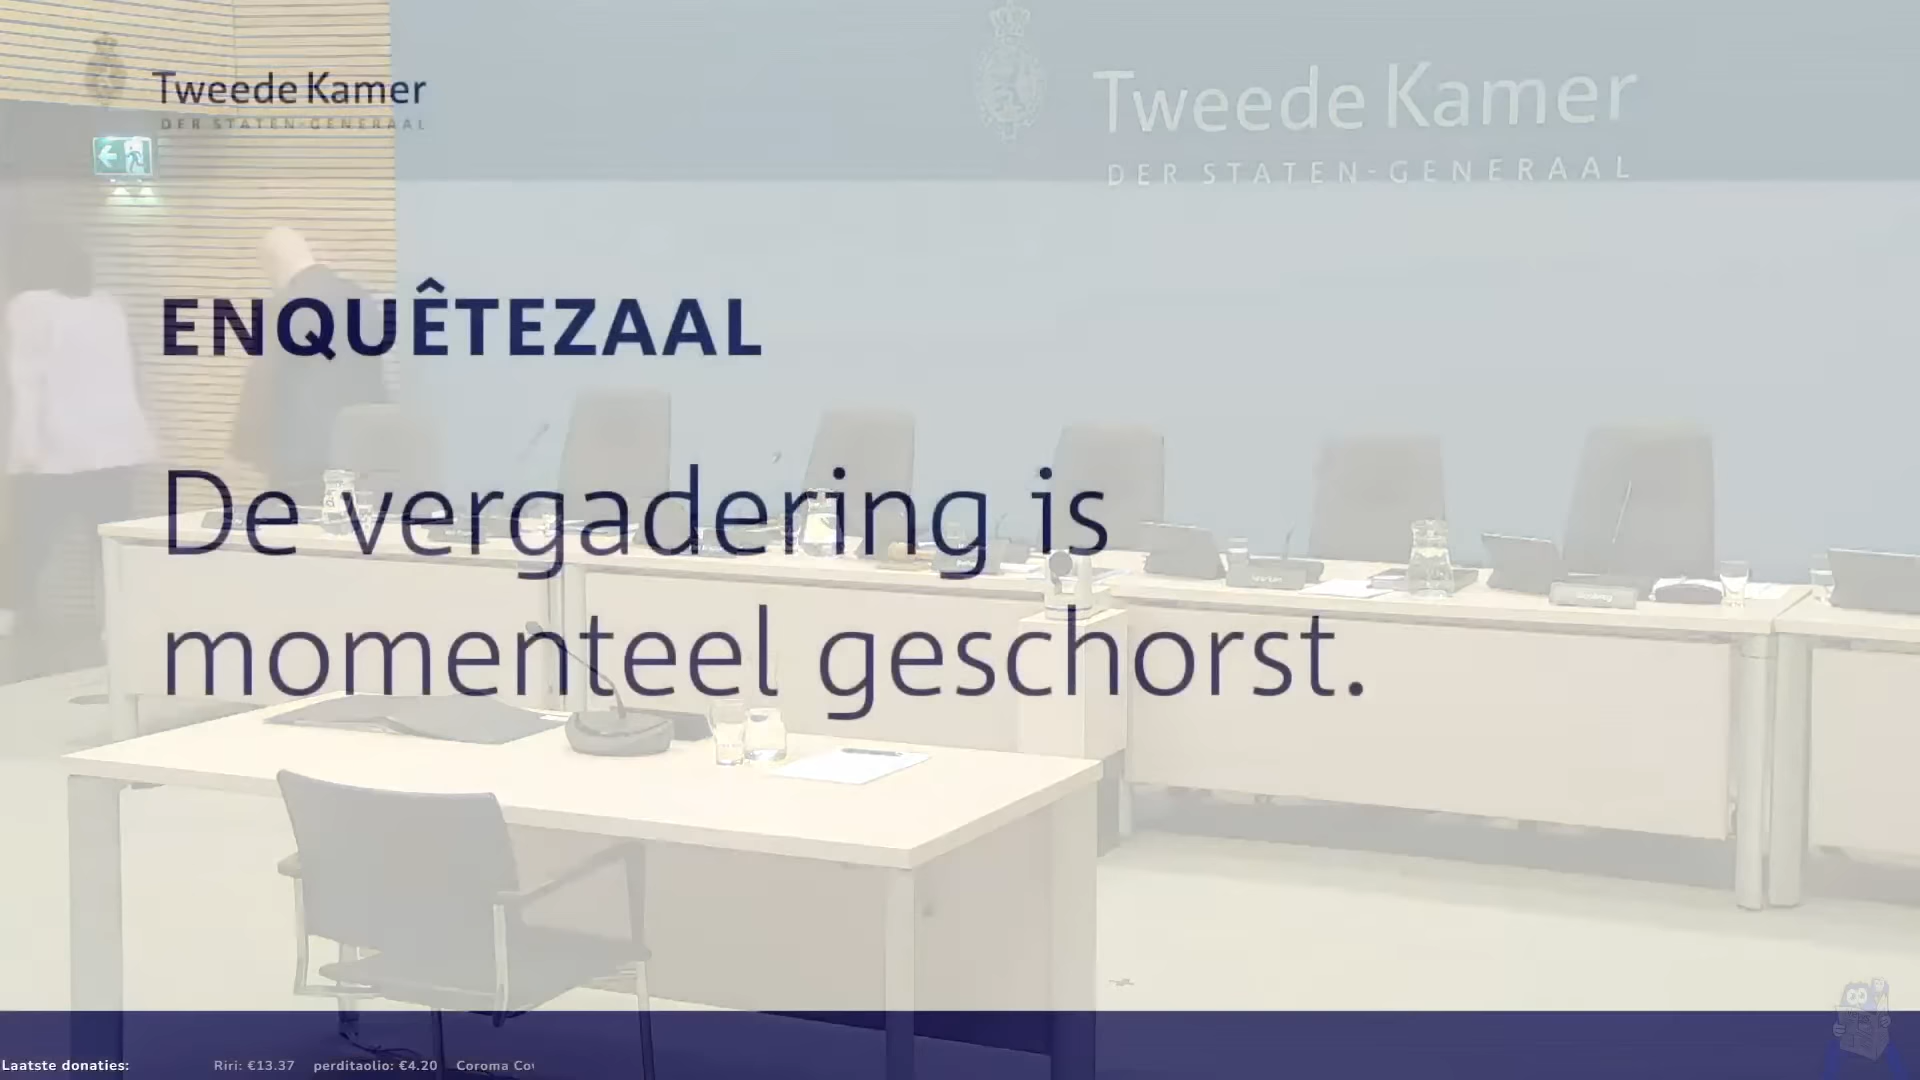 Tweede Kamer
DER STATEN-GENERAAL
Tweede Kamer
DER STATEN-GENERAAL
ENQUÊTEZAAL
De vergadering is
momenteel geschorst.
Laatste donaties: Riri: €13.37 perditaolio: €4.20 Coroma